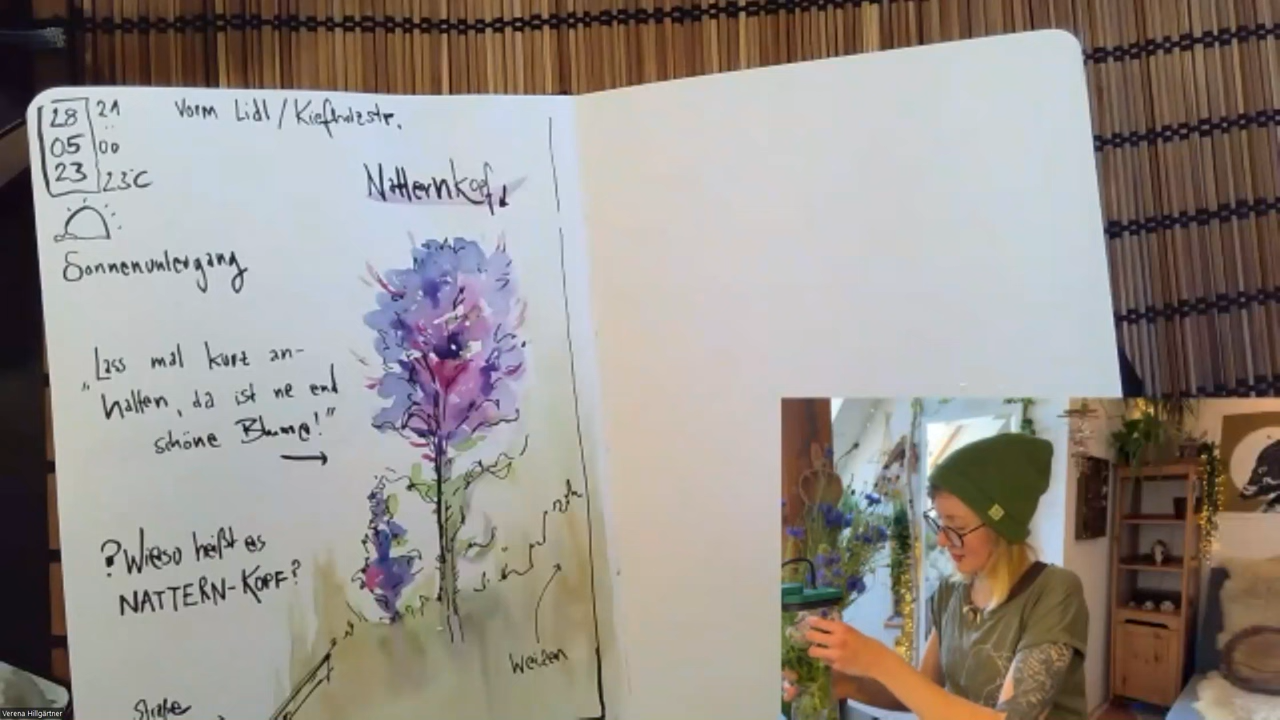 28 21
05 00
23 23°C
Vorm Lidl / Kiefholzstr.
Natternkopf
Sonnenuntergang
„Lass mal kurz an-
halten, da ist ne end
schöne Blume!"
? Wieso heißt es
NATTERN-KOPF?
Weizen
Straße
Verena Hillgärtner